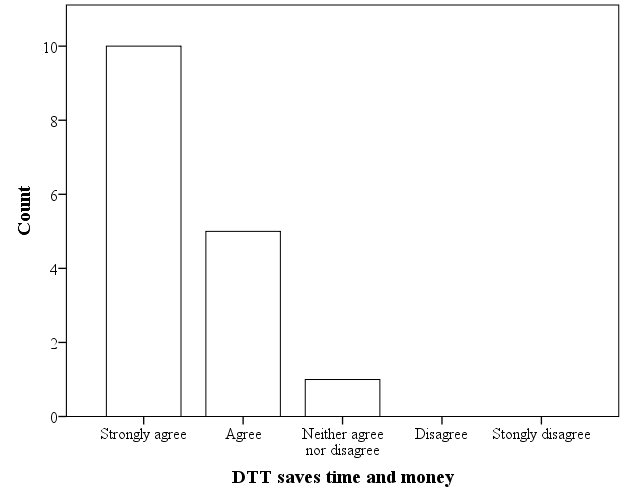 10
8
6
4
2
0
Count
Strongly agree
Agree
Neither agree
nor disagree
Disagree
Stongly disagree
DTT saves time and money